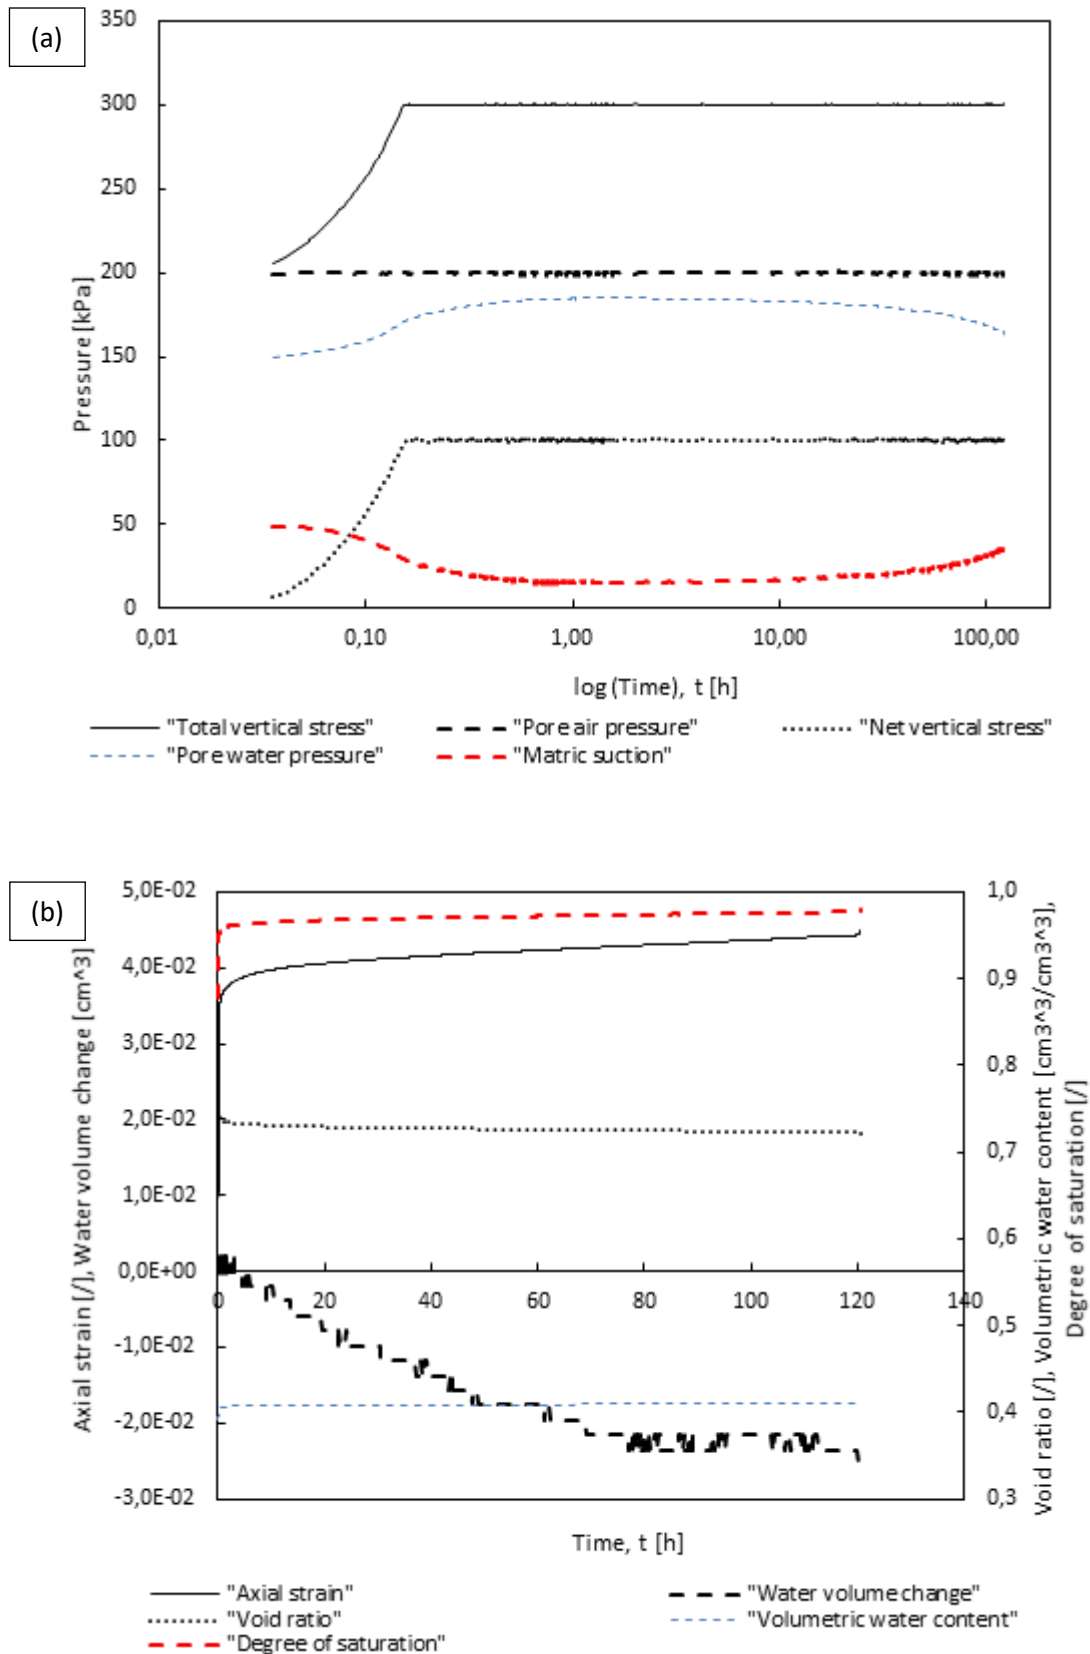 (a)
350
300
250
200
150
100
50
0
Pressure [kPa]
0,01 0,10 1,00 10,00 100,00
log(Time), t [h]
"Total vertical stress" "Pore air pressure" "Net vertical stress"
"Pore water pressure" "Matric suction"
(b)
5,0E-02
4,0E-02
3,0E-02
2,0E-02
1,0E-02
0,0E+00
-1,0E-02
-2,0E-02
-3,0E-02
Axial strain [/], Water volume change [cm^3]
0 20 40 60 80 100 120 140
1,0
0,9
0,8
0,7
0,6
0,5
0,4
0,3
Void ratio [/], Volumetric water content [cm3^3/cm3^3],
Degree of saturation [/]
Time, t [h]
"Axial strain" "Water volume change"
"Void ratio" "Volumetric water content"
"Degree of saturation"